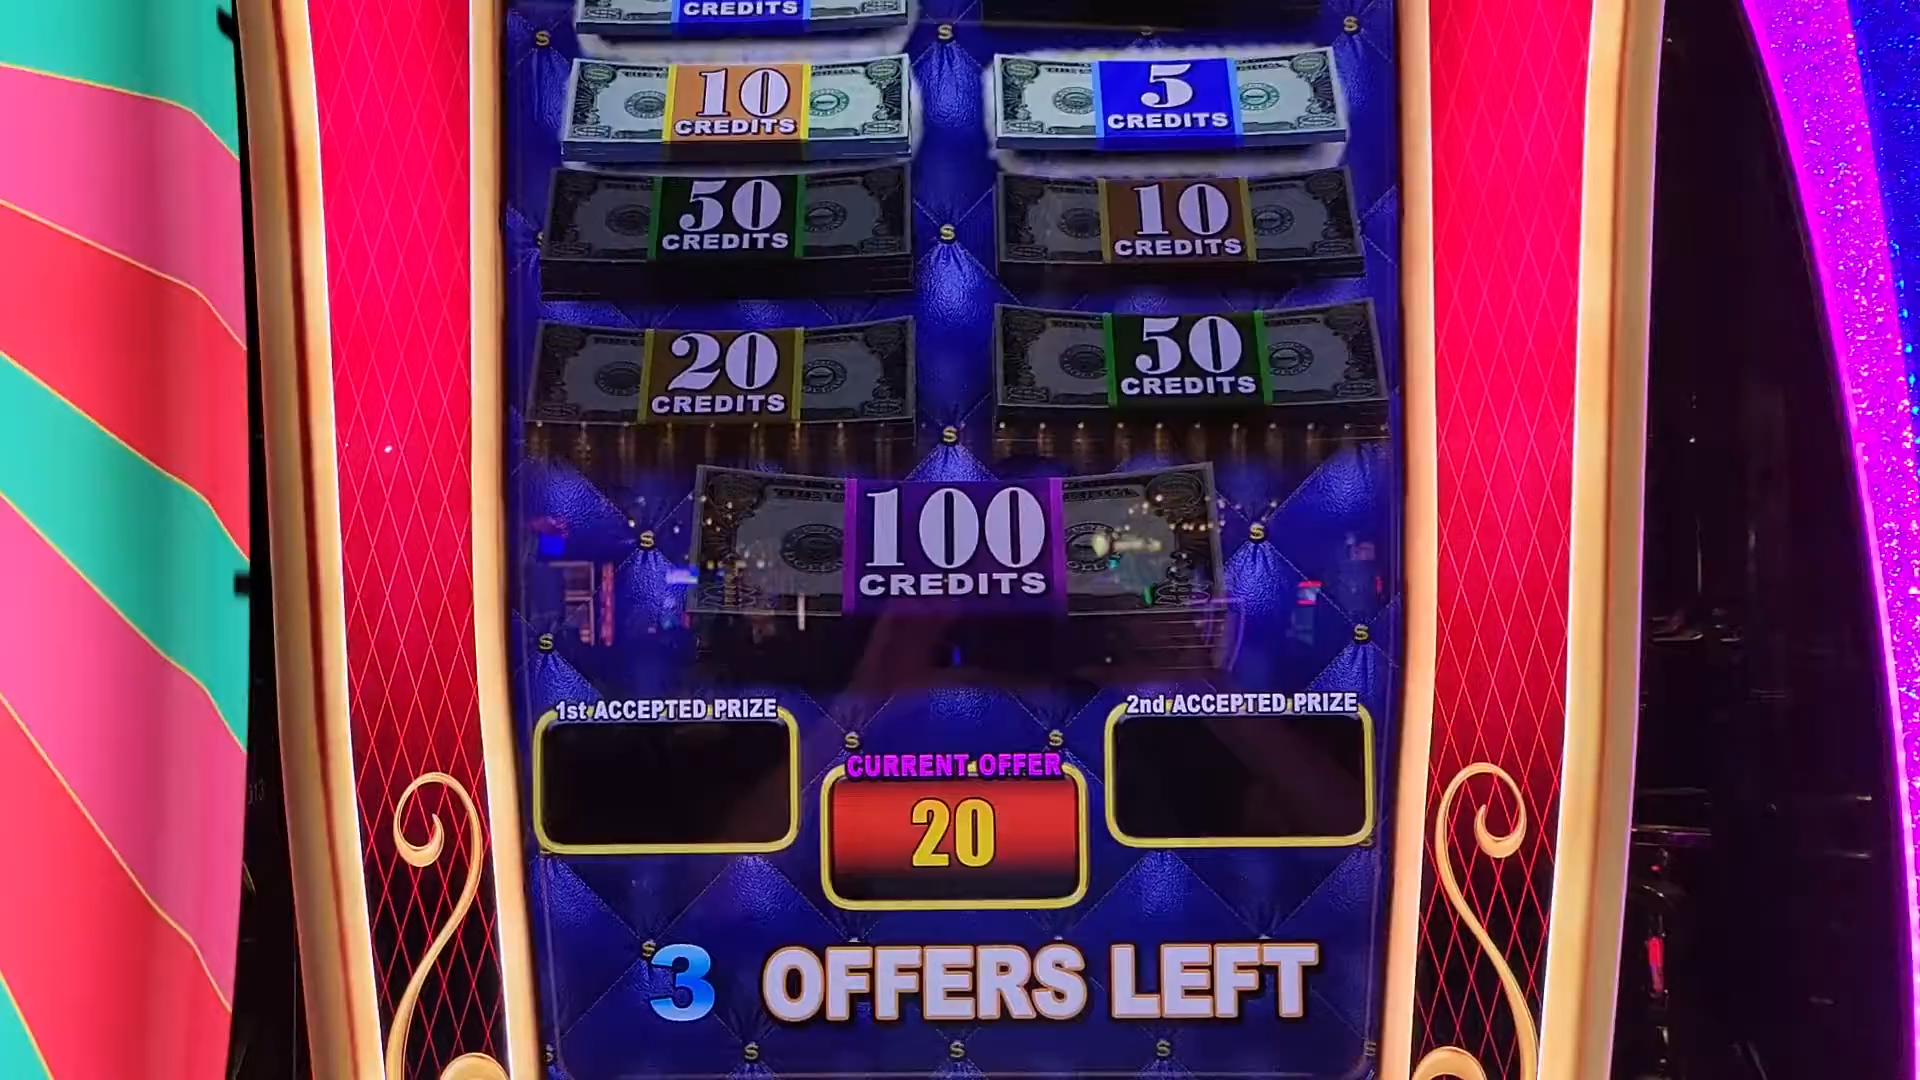 CREDITS
10
CREDITS
5
CREDITS
50
CREDITS
10
CREDITS
20
CREDITS
50
CREDITS
100
CREDITS
1st ACCEPTED PRIZE
2nd ACCEPTED PRIZE
CURRENT OFFER
20
3 OFFERS LEFT